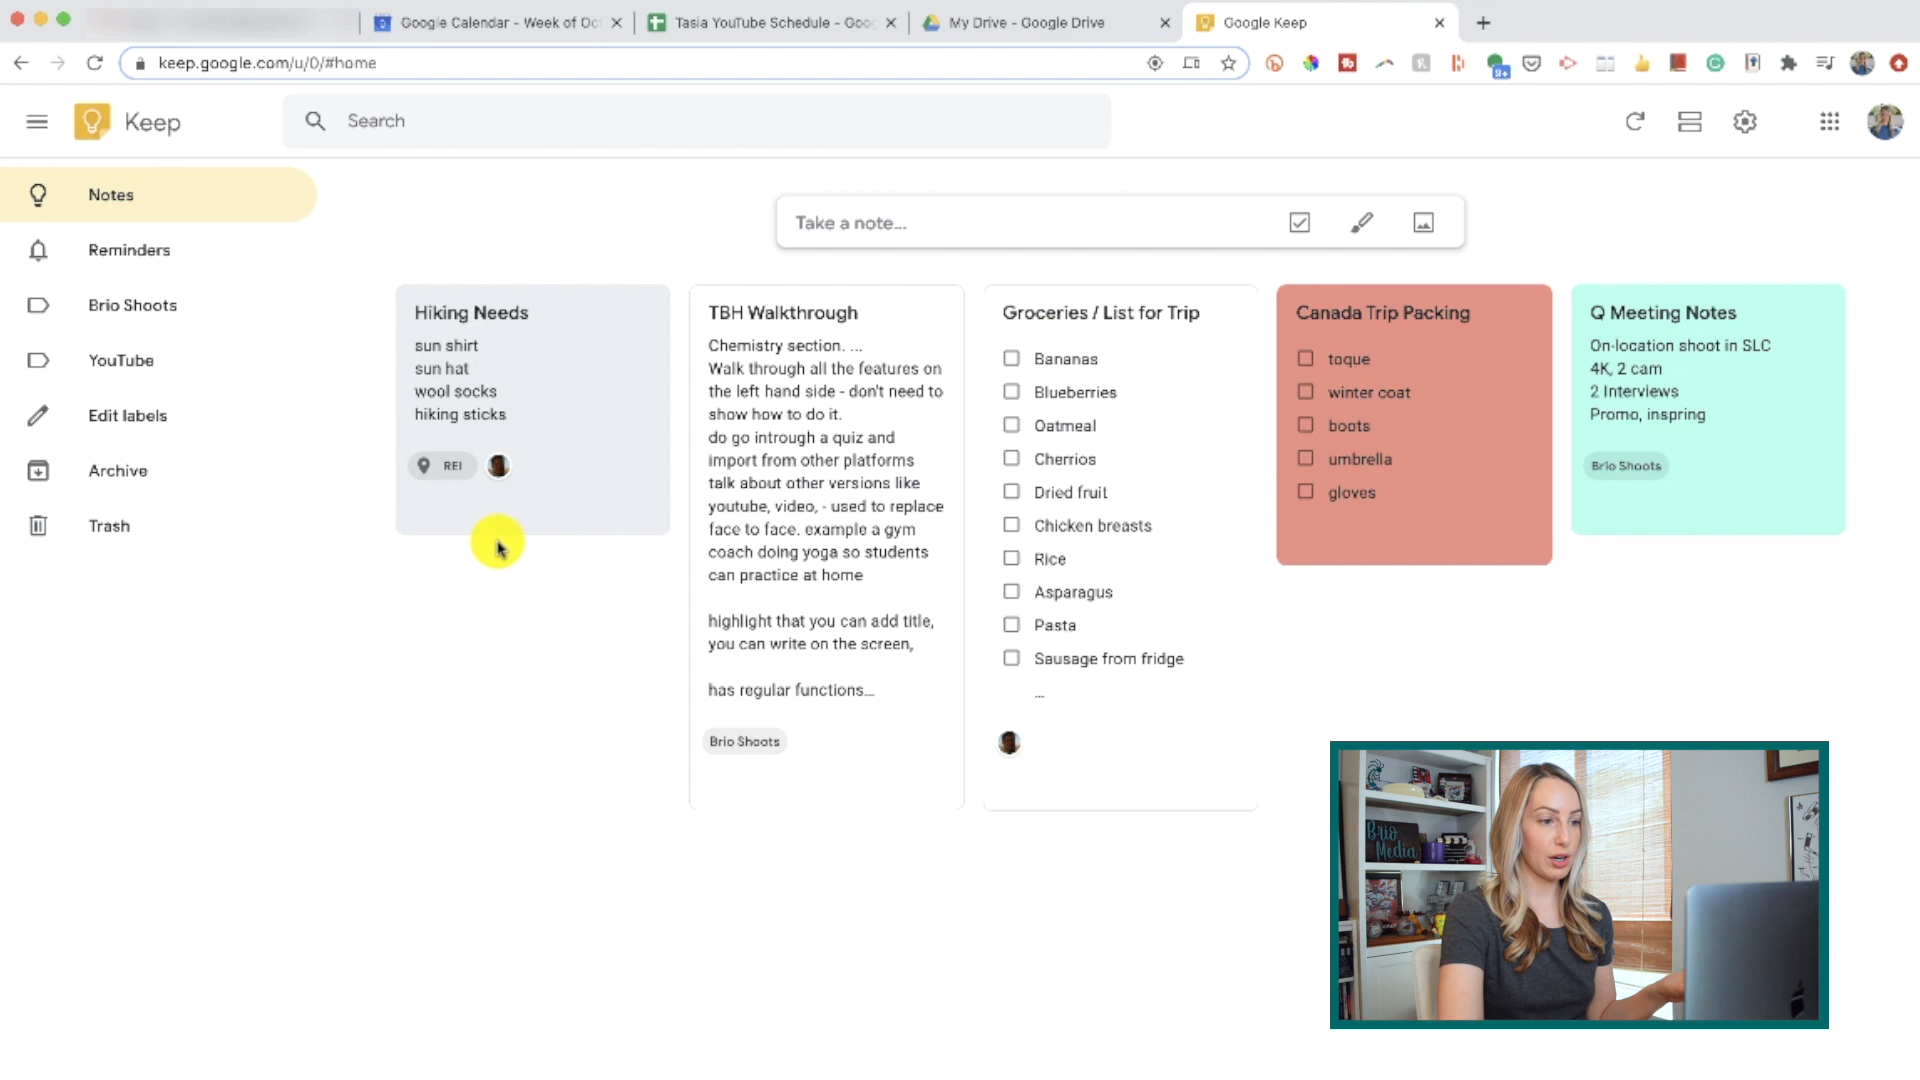 Google Calendar - Week of Oc
Tasia YouTube Schedule - Goog
My Drive - Google Drive
Google Keep
keep.google.com/u/0/#home
Keep
Search
Notes
Reminders
Brio Shoots
YouTube
Edit labels
Archive
Trash
Take a note...
Hiking Needs
sun shirt
sun hat
wool socks
hiking sticks
REI
TBH Walkthrough
Chemistry section. ...
Walk through all the features on
the left hand side - don't need to
show how to do it.
do go intrough a quiz and
import from other platforms
talk about other versions like
youtube, video, - used to replace
face to face. example a gym
coach doing yoga so students
can practice at home
highlight that you can add title,
you can write on the screen,
has regular functions...
Brio Shoots
Groceries / List for Trip
Bananas
Blueberries
Oatmeal
Cherrios
Dried fruit
Chicken breasts
Rice
Asparagus
Pasta
Sausage from fridge
...
Canada Trip Packing
toque
winter coat
boots
umbrella
gloves
Q Meeting Notes
On-location shoot in SLC
4K, 2 cam
2 Interviews
Promo, inspring
Brio Shoots
Brio
Media